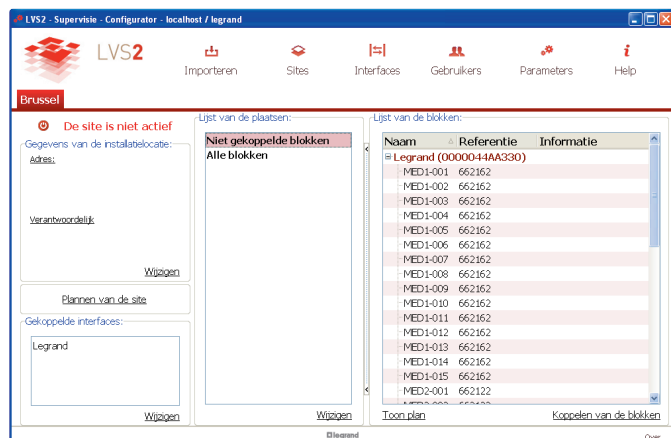 LVS2 - Supervisie - Configurator - localhost / legrand
LVS2
Importeren
Sites
Interfaces
Gebruikers
Parameters
Help
Brussel
De site is niet actief
Gegevens van de installatielocatie:
Adres:
Verantwoordelijk
Wijzigen
Plannen van de site
Gekoppelde interfaces:
Legrand
Wijzigen
Lijst van de plaatsen:
Niet gekoppelde blokken
Alle blokken
Wijzigen
Lijst van de blokken:
Naam Referentie Informatie
Legrand (0000044AA330)
MED1-001 662162
MED1-002 662162
MED1-003 662162
MED1-004 662162
MED1-005 662162
MED1-006 662162
MED1-007 662162
MED1-008 662162
MED1-009 662162
MED1-010 662162
MED1-011 662162
MED1-012 662162
MED1-013 662162
MED1-014 662162
MED1-015 662162
MED2-001 662122
Toon plan
Koppelen van de blokken
legrand
Over